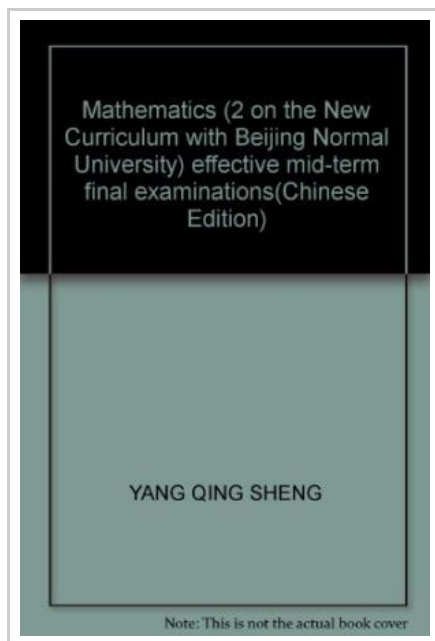 Mathematics (2 on the New
Curriculum with Beijing Normal
University) effective mid-term
final examinations(Chinese
Edition)
YANG QING SHENG
Note: This is not the actual book cover